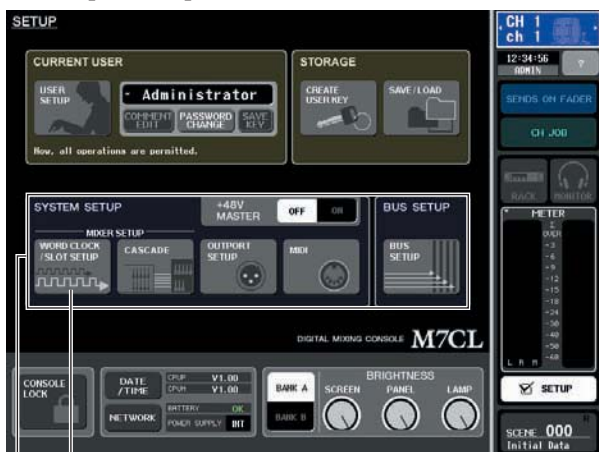 SETUP
CURRENT USER
USER
SETUP
Administrator
COMMENT
EDIT
PASSWORD
CHANGE
SAVE
KEY
Now, all operations are permitted.
STORAGE
CREATE
USER KEY
SAVE/LOAD
SYSTEM SETUP
+48V
MASTER
OFF
ON
MIXER SETUP
WORD CLOCK
/SLOT SETUP
CASCADE
OUTPORT
SETUP
MIDI
BUS SETUP
BUS
SETUP
DIGITAL MIXING CONSOLE M7CL
CONSOLE
LOCK
DATE
/TIME
NETWORK
CPUP V1.00
CPUM V1.00
BATTERY OK
POWER SUPPLY INT
BANK A
BANK B
BRIGHTNESS
SCREEN
PANEL
LAMP
CH 1
ch 1
12:34:56
ADMIN
?
SENDS ON FADER
CH JOB
RACK
MONITOR
METER
Σ
OVER
-3
-6
-9
-12
-15
-18
-24
-30
-40
-50
-60
L R M
SETUP
SCENE 000
Initial Data